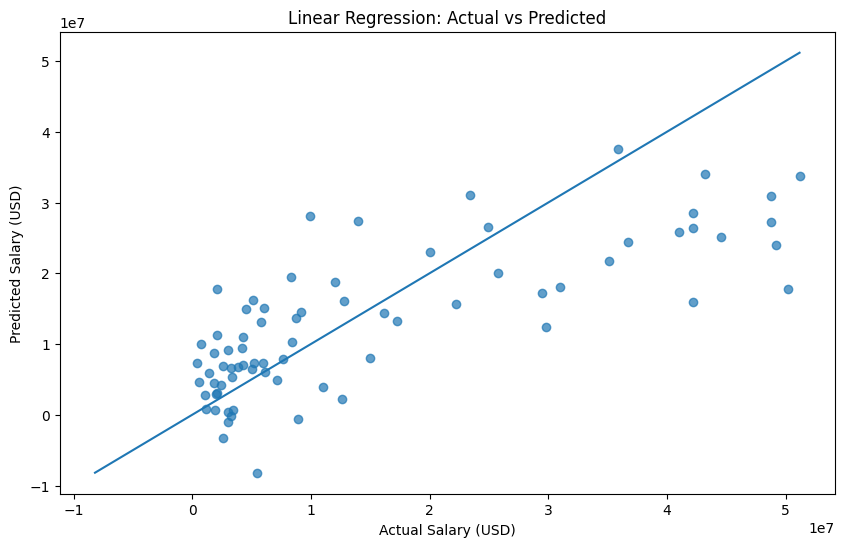 Linear Regression: Actual vs Predicted
1e7
5
4
3
2
1
0
−1
Predicted Salary (USD)
−1
0
1
2
3
4
5
1e7
Actual Salary (USD)